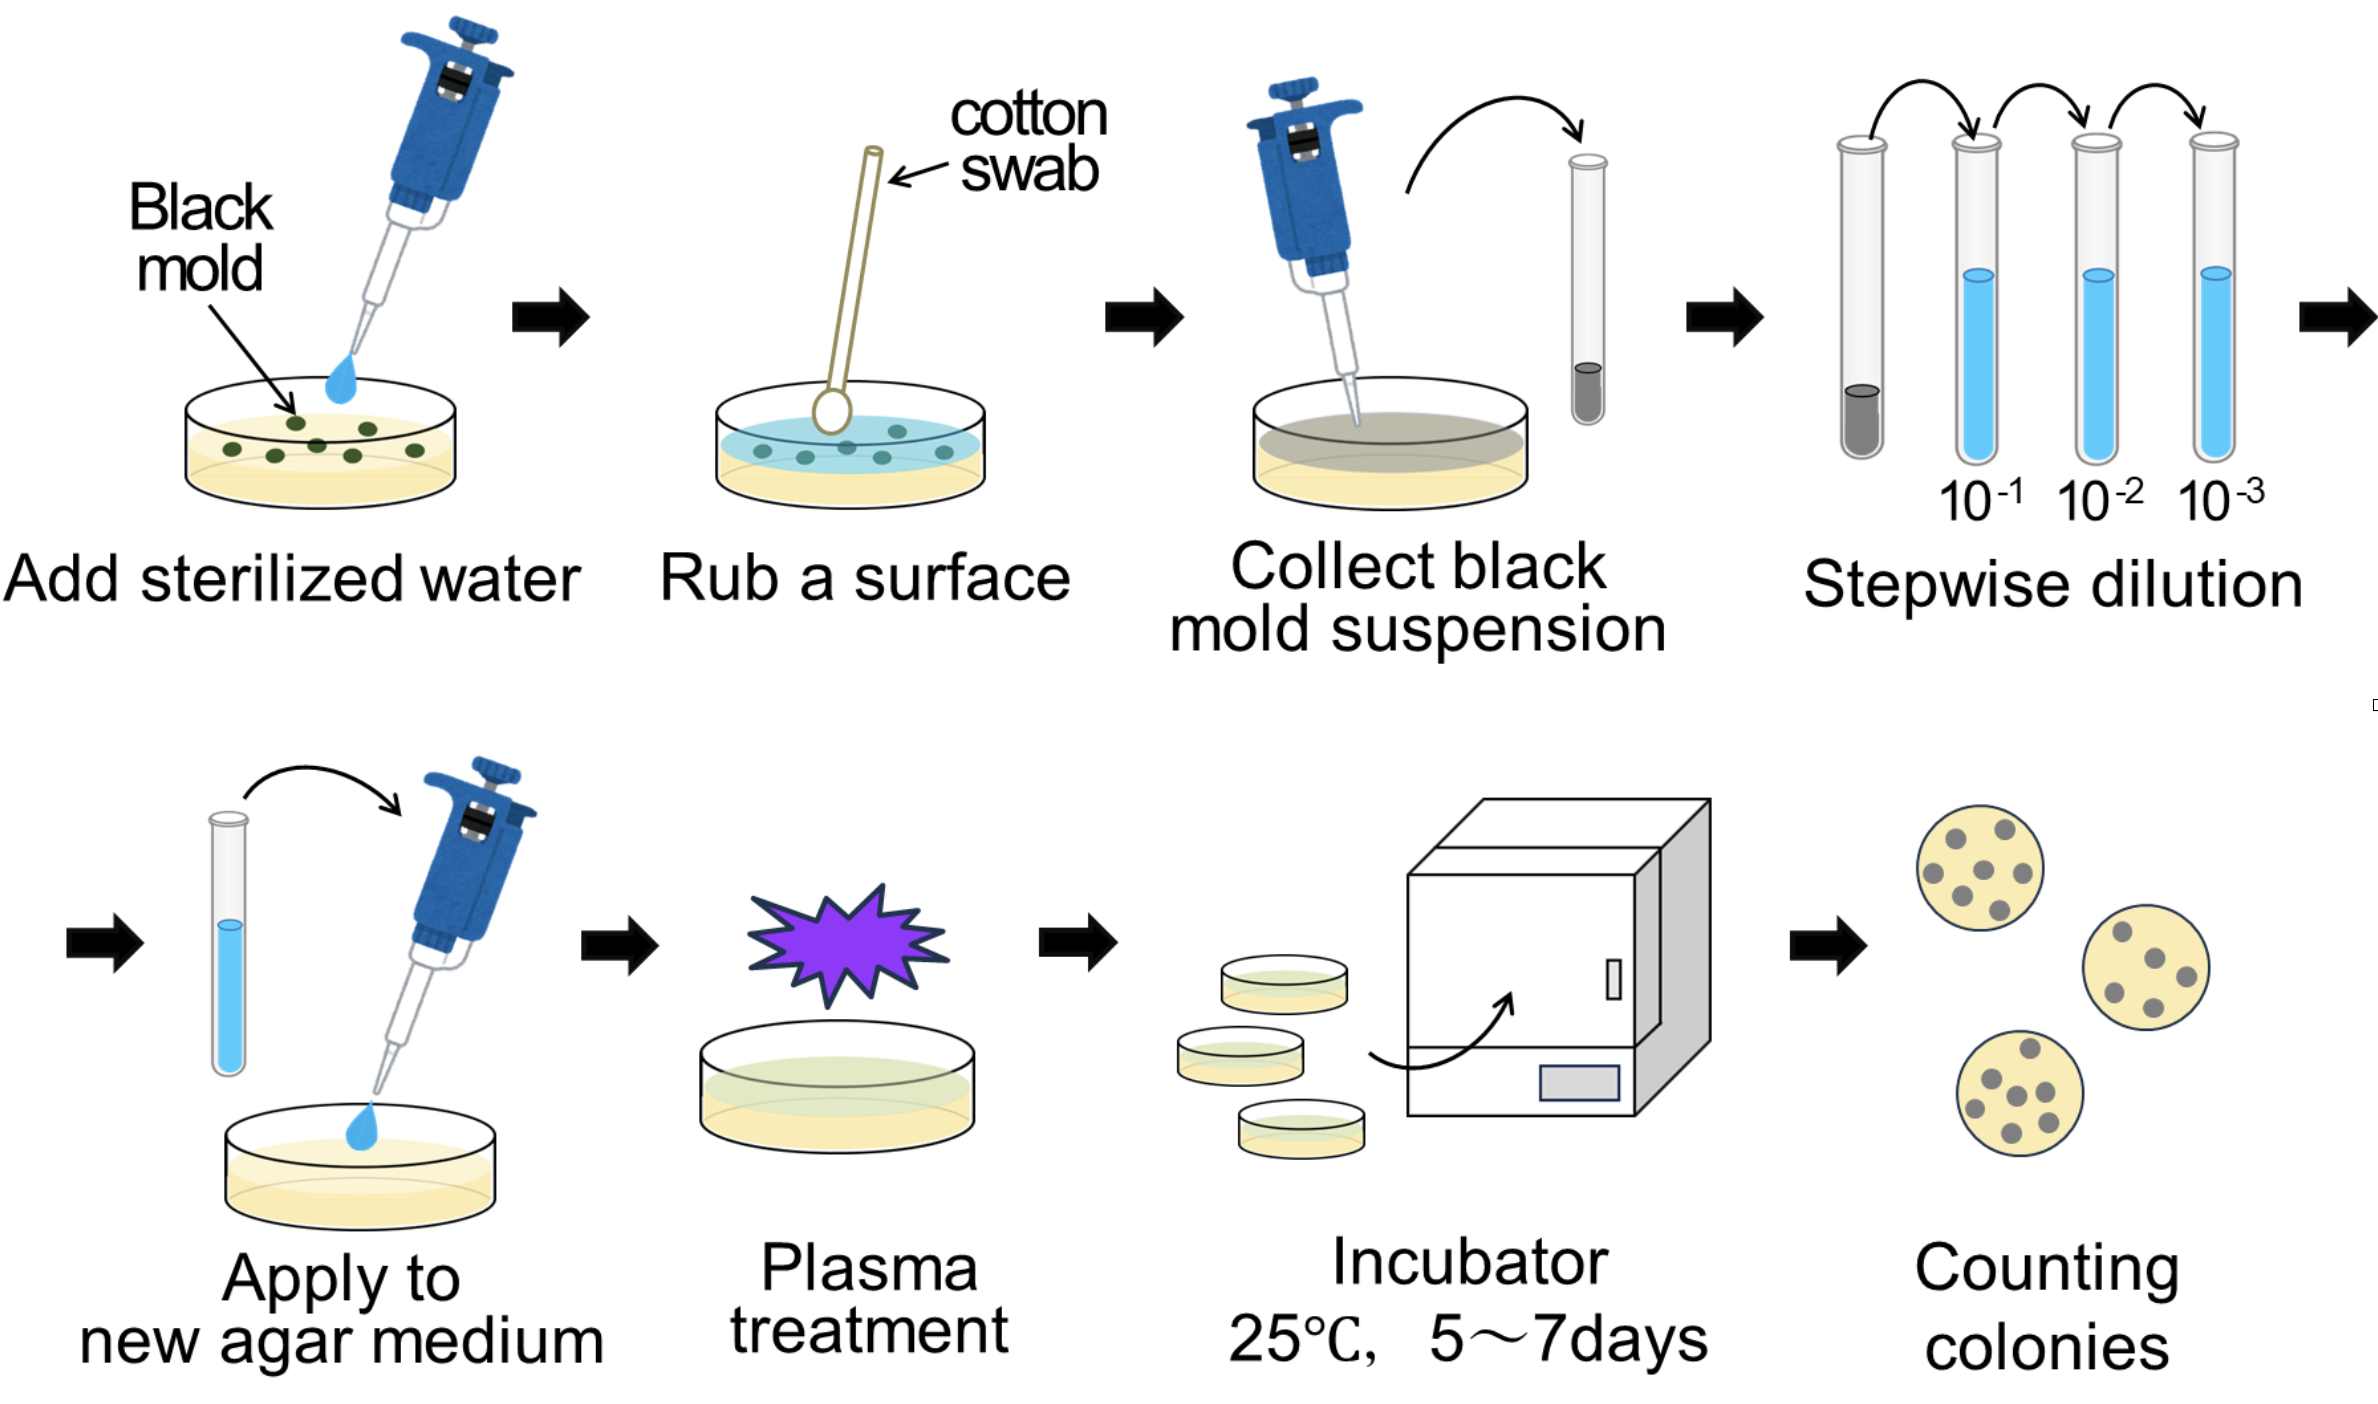 Black
mold
cotton
swab
10-1
10-2
10-3
Add sterilized water
Rub a surface
Collect black
mold suspension
Stepwise dilution
Apply to
new agar medium
Plasma
treatment
Incubator
25℃, 5～7days
Counting
colonies